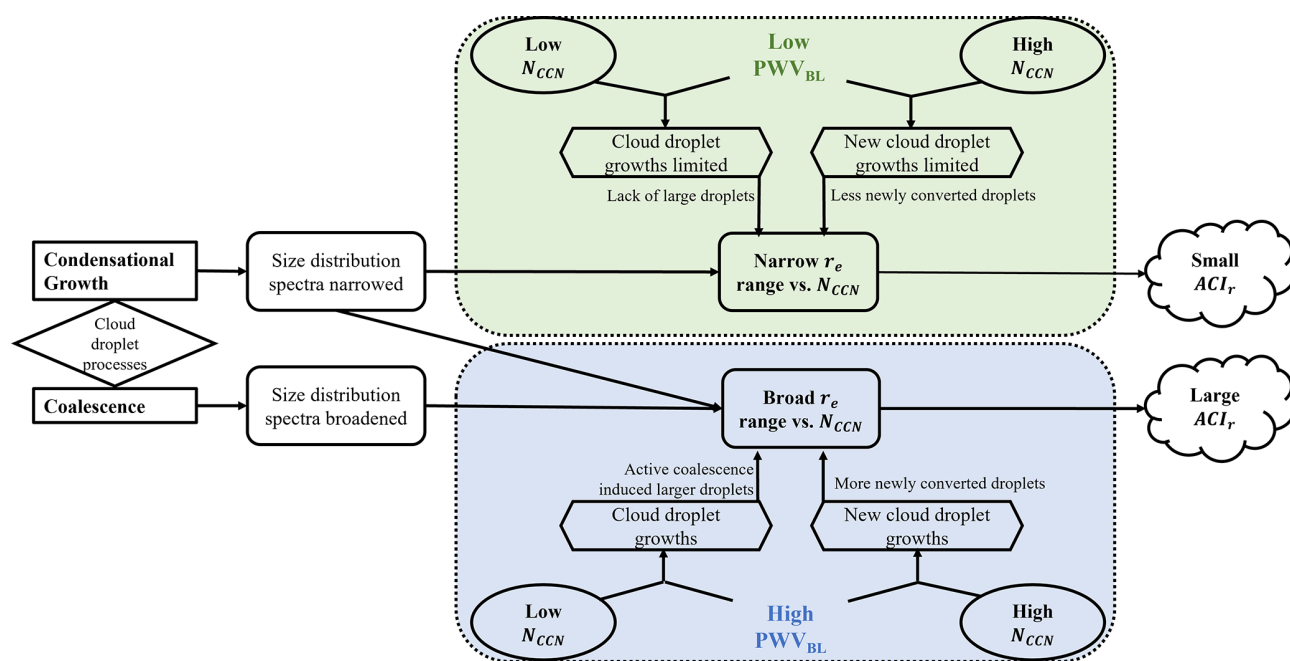 Low
N_CCN
Low
PWV_BL
High
N_CCN
Cloud droplet
growths limited
New cloud droplet
growths limited
Lack of large droplets
Less newly converted droplets
Condensational
Growth
Size distribution
spectra narrowed
Narrow r_e
range vs. N_CCN
Small
ACI_r
Cloud
droplet
processes
Coalescence
Size distribution
spectra broadened
Broad r_e
range vs. N_CCN
Large
ACI_r
Active coalescence
induced larger droplets
More newly converted droplets
Cloud droplet
growths
New cloud droplet
growths
Low
N_CCN
High
PWV_BL
High
N_CCN